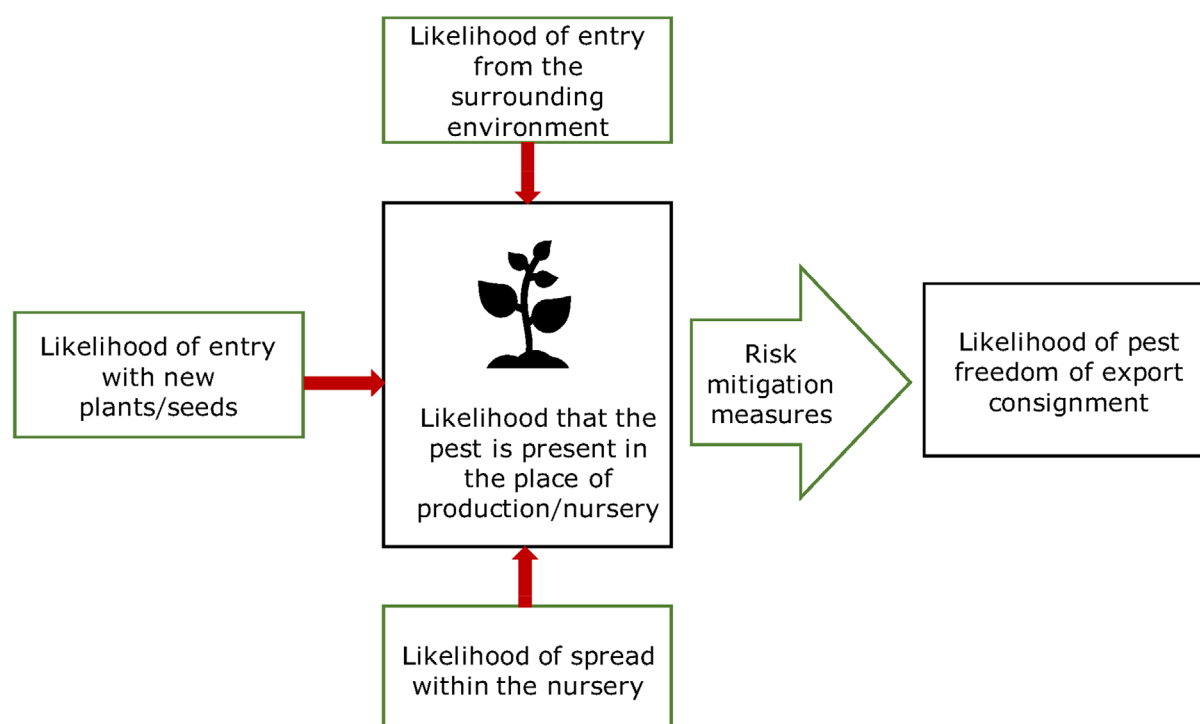 Likelihood of entry
from the
surrounding
environment
Likelihood of entry
with new
plants/seeds
Likelihood that the
pest is present in
the place of
production/nursery
Risk
mitigation
measures
Likelihood of pest
freedom of export
consignment
Likelihood of spread
within the nursery